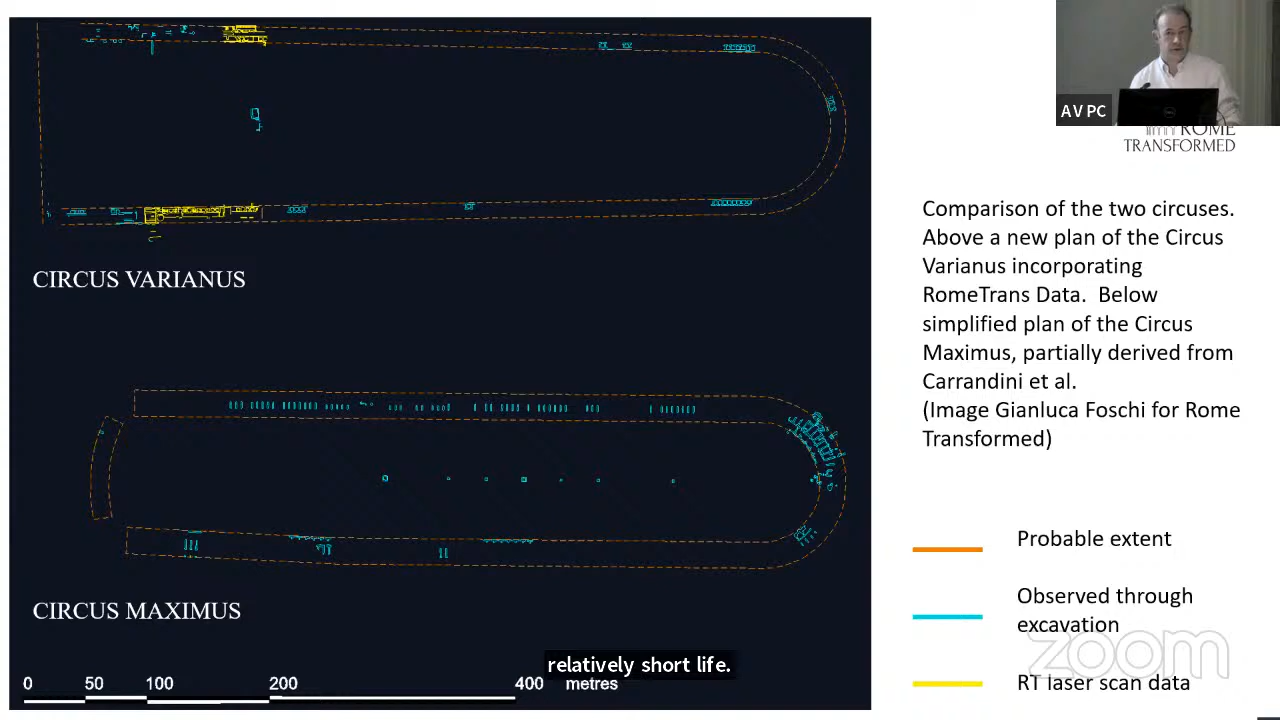 AV PC
ROME
TRANSFORMED
Comparison of the two circuses.
Above a new plan of the Circus
Varianus incorporating
RomeTrans Data. Below
simplified plan of the Circus
Maximus, partially derived from
Carrandini et al.
(Image Gianluca Foschi for Rome
Transformed)
CIRCUS VARIANUS
CIRCUS MAXIMUS
Probable extent
Observed through
excavation
zoom
RT laser scan data
relatively short life.
0 50 100 200 400 metres